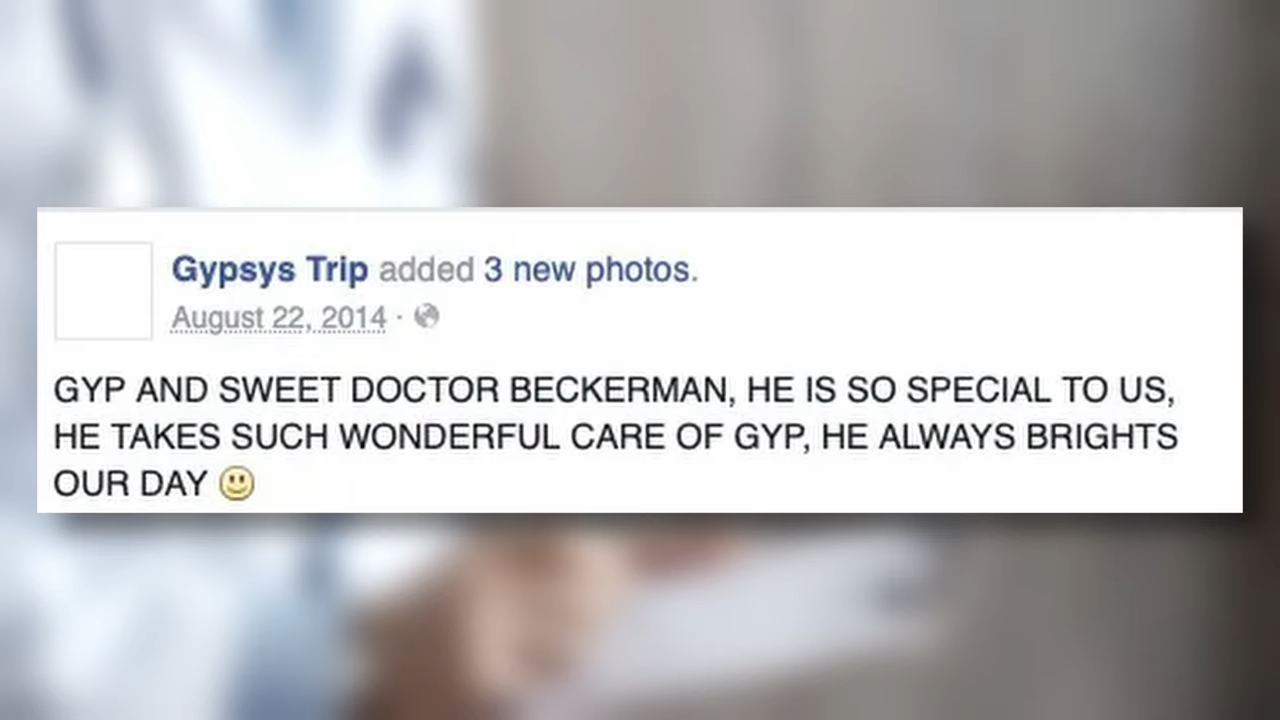 Gypsys Trip added 3 new photos.
August 22, 2014 ·
GYP AND SWEET DOCTOR BECKERMAN, HE IS SO SPECIAL TO US,
HE TAKES SUCH WONDERFUL CARE OF GYP, HE ALWAYS BRIGHTS
OUR DAY 🙂